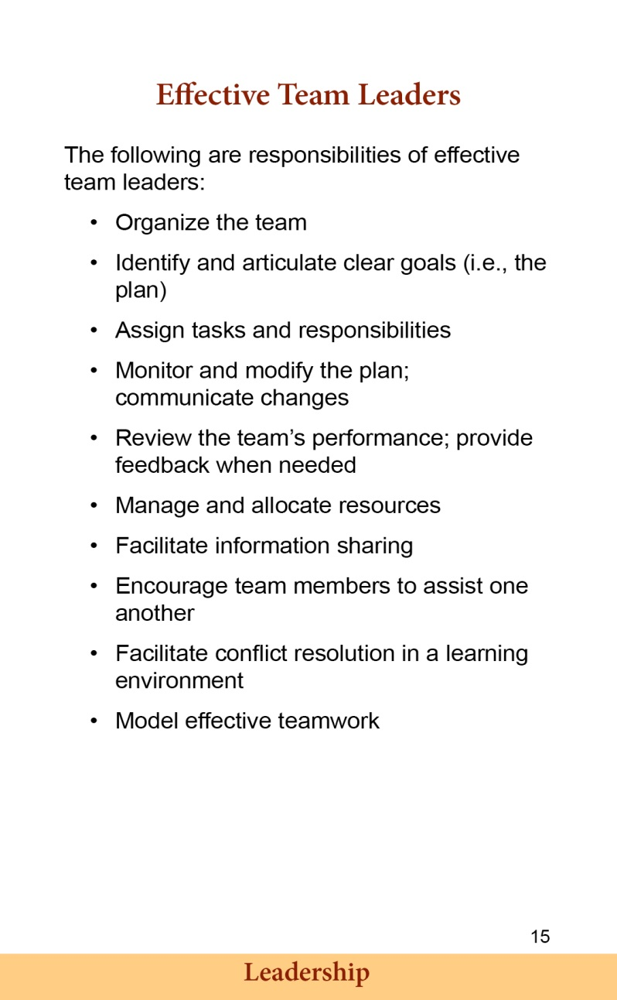 Effective Team Leaders
The following are responsibilities of effective
team leaders:
• Organize the team
• Identify and articulate clear goals (i.e., the
plan)
• Assign tasks and responsibilities
• Monitor and modify the plan;
communicate changes
• Review the team’s performance; provide
feedback when needed
• Manage and allocate resources
• Facilitate information sharing
• Encourage team members to assist one
another
• Facilitate conflict resolution in a learning
environment
• Model effective teamwork
15
Leadership